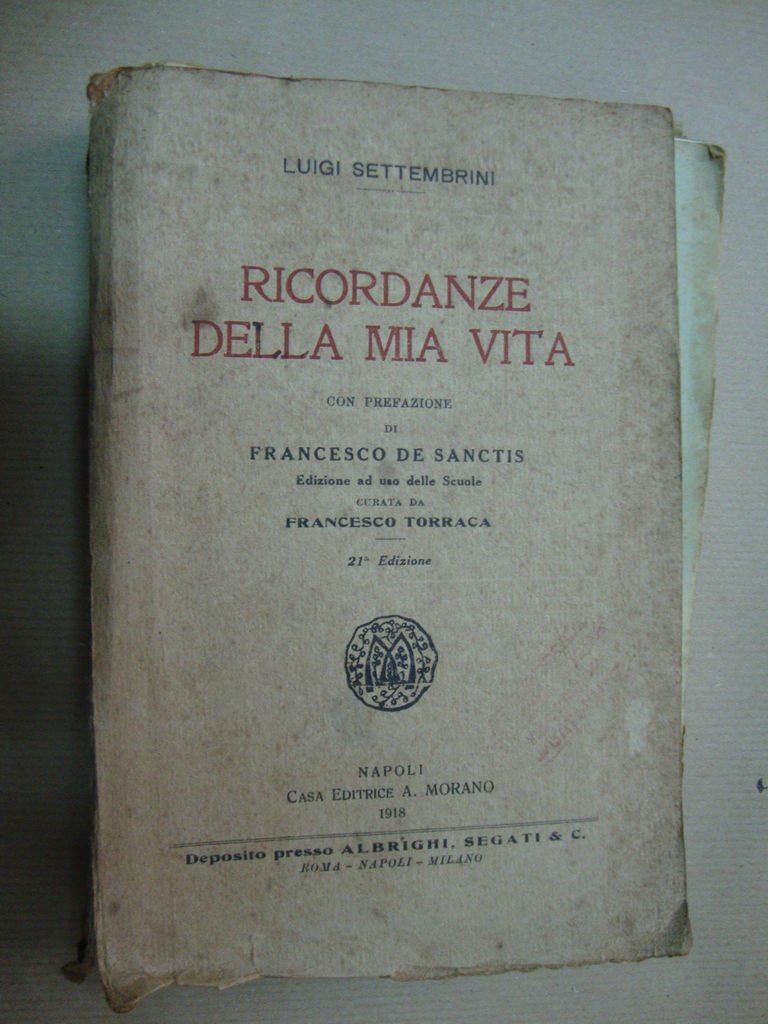 LUIGI SETTEMBRINI
RICORDANZE
DELLA MIA VITA
CON PREFAZIONE
DI
FRANCESCO DE SANCTIS
Edizione ad uso delle Scuole
CURATA DA
FRANCESCO TORRACA
21ª Edizione
NAPOLI
CASA EDITRICE A. MORANO
1918
Deposito presso ALBRIGHI, SEGATI & C.
ROMA - NAPOLI - MILANO